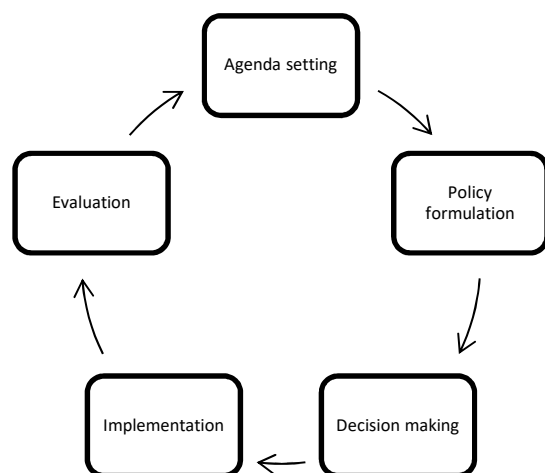 Agenda setting
Policy
formulation
Decision making
Implementation
Evaluation